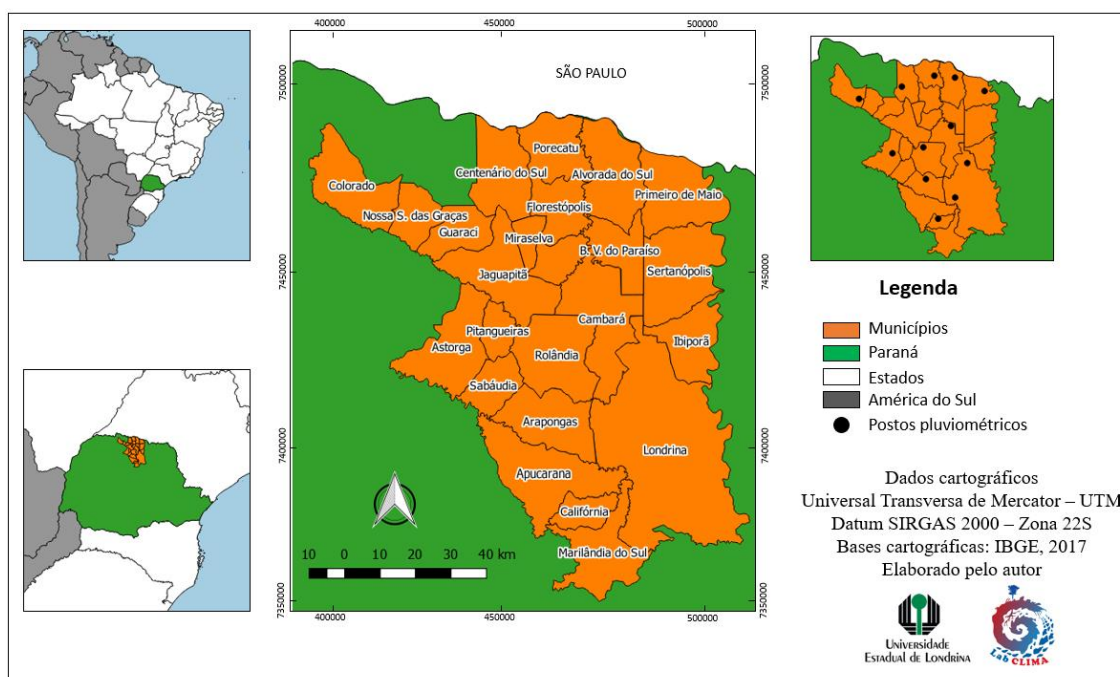 400000 450000 500000
SÃO PAULO
7500000 7500000
Porecatu
Centenário do Sul Alvorada do Sul
Colorado Primeiro de Maio
Nossa S. das Graças Florestópolis
Guaraci Miraselva
B. V. do Paraíso
Jaguapitã Sertanópolis
7450000 7450000
Cambará
Pitangueiras Ibiporã
Astorga Rolândia
Sabáudia
Arapongas
7400000 Londrina 7400000
Apucarana
Califórnia
Marilândia do Sul
10 0 10 20 30 40 km
7350000 7350000
400000 450000 500000
Legenda
Municípios
Paraná
Estados
América do Sul
Postos pluviométricos
Dados cartográficos
Universal Transversa de Mercator – UTM
Datum SIRGAS 2000 – Zona 22S
Bases cartográficas: IBGE, 2017
Elaborado pelo autor
UNIVERSIDADE
ESTADUAL DE LONDRINA
Lab CLIMA